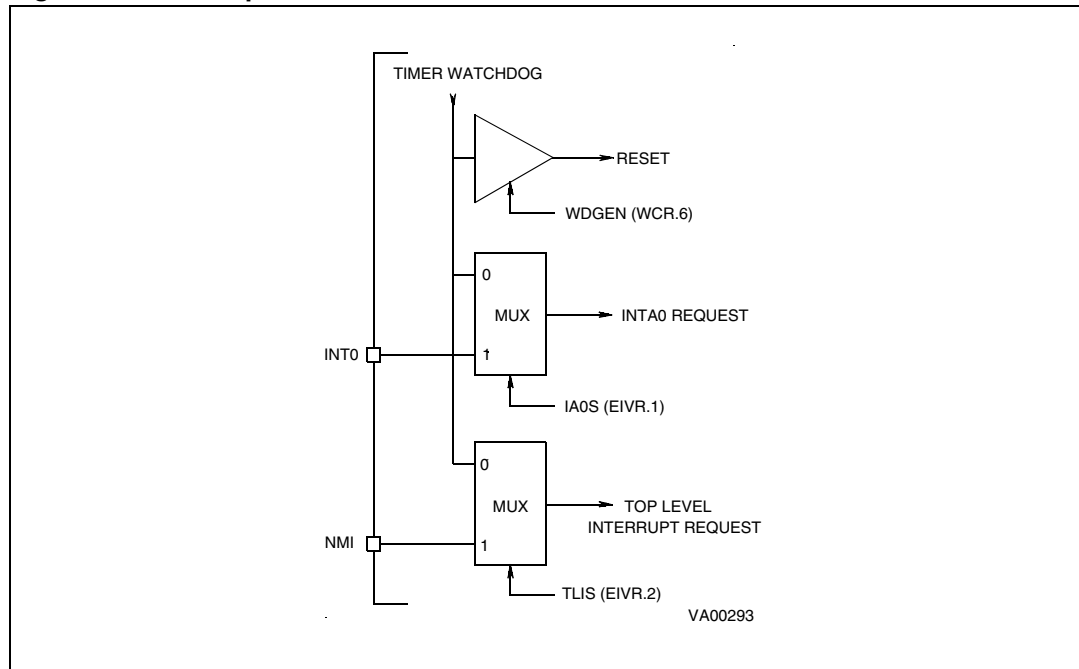 TIMER WATCHDOG
RESET
WDGEN (WCR.6)
0
MUX
INTA0 REQUEST
INT0
1
IA0S (EIVR.1)
0
MUX
TOP LEVEL
INTERRUPT REQUEST
NMI
1
TLIS (EIVR.2)
VA00293